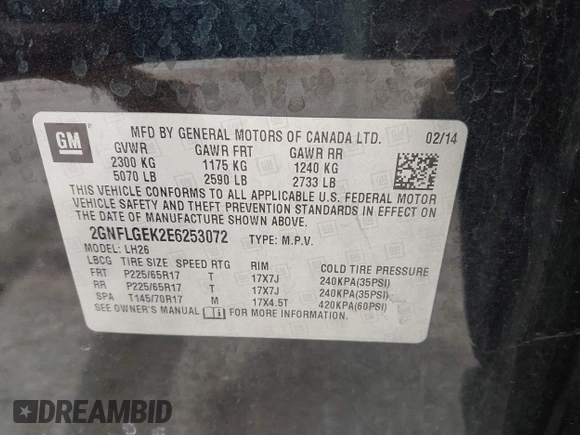 GM
MFD BY GENERAL MOTORS OF CANADA LTD. 02/14
GVWR GAWR FRT GAWR RR
2300 KG 1175 KG 1240 KG
5070 LB 2590 LB 2733 LB
THIS VEHICLE CONFORMS TO ALL APPLICABLE U.S. FEDERAL MOTOR
VEHICLE SAFETY AND THEFT PREVENTION STANDARDS IN EFFECT ON
THE DATE OF MANUFACTURE SHOWN ABOVE.
2GNFLGEK2E6253072 TYPE: M.P.V.
MODEL: LH26
LBCG TIRE SIZE SPEED RTG RIM COLD TIRE PRESSURE
FRT P225/65R17 T 17X7J 240KPA(35PSI)
RR P225/65R17 T 17X7J 240KPA(35PSI)
SPA T145/70R17 M 17X4.5T 420KPA(60PSI)
SEE OWNER'S MANUAL FOR MORE INFORMATION.
DREAMBID